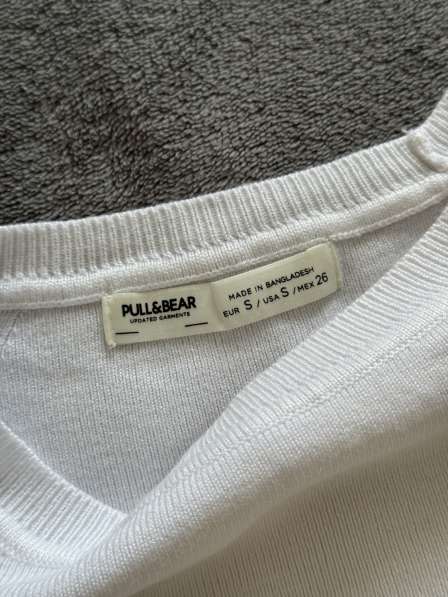 PULL&BEAR
UPDATED GARMENTS
MADE IN BANGLADESH
EUR S / USA S / MEX 26